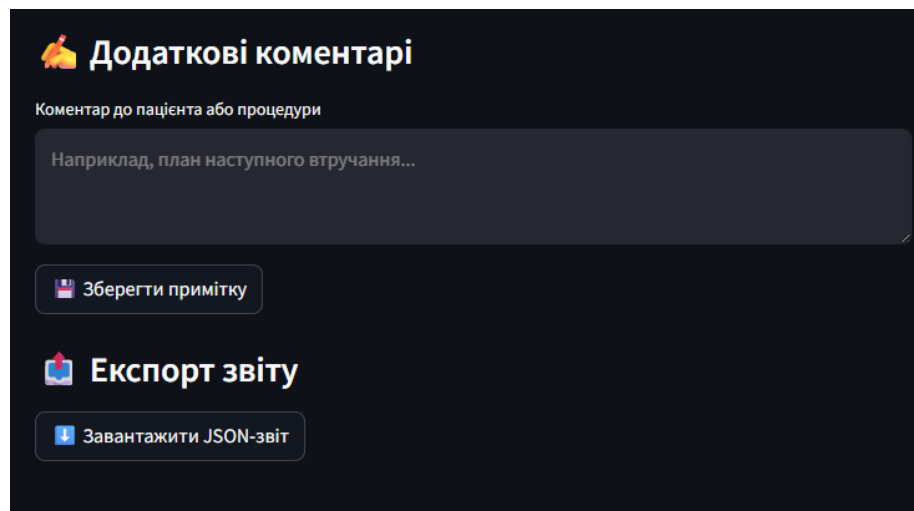 Додаткові коментарі
Коментар до пацієнта або процедури
Наприклад, план наступного втручання...
Зберегти примітку
Експорт звіту
Завантажити JSON-звіт